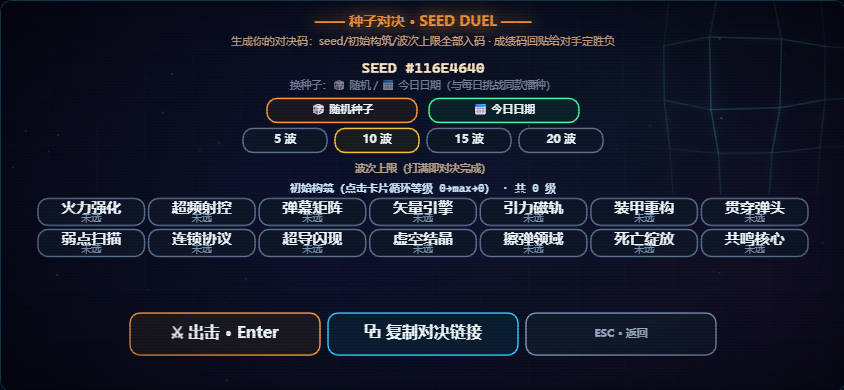 种子对决 • SEED DUEL
生成你的对决码：seed/初始构筑/波次上限全部入码 · 成绩码回贴给对手定胜负
SEED #116E4640
换种子：🎲 随机 / 📅 今日日期（与每日挑战同款播种）
🎲 随机种子 📅 今日日期
5 波 10 波 15 波 20 波
波次上限（打满即对决完成）
初始构筑（点击卡片循环等级 0→max→0） · 共 0 级
火力强化 超频射控 弹幕矩阵 矢量引擎 引力磁轨 装甲重构 贯穿弹头
未选 未选 未选 未选 未选 未选 未选
弱点扫描 连锁协议 超导闪现 虚空结晶 擦弹领域 死亡绽放 共鸣核心
未选 未选 未选 未选 未选 未选 未选
⚔ 出击 • Enter ⧉ 复制对决链接 ESC • 返回